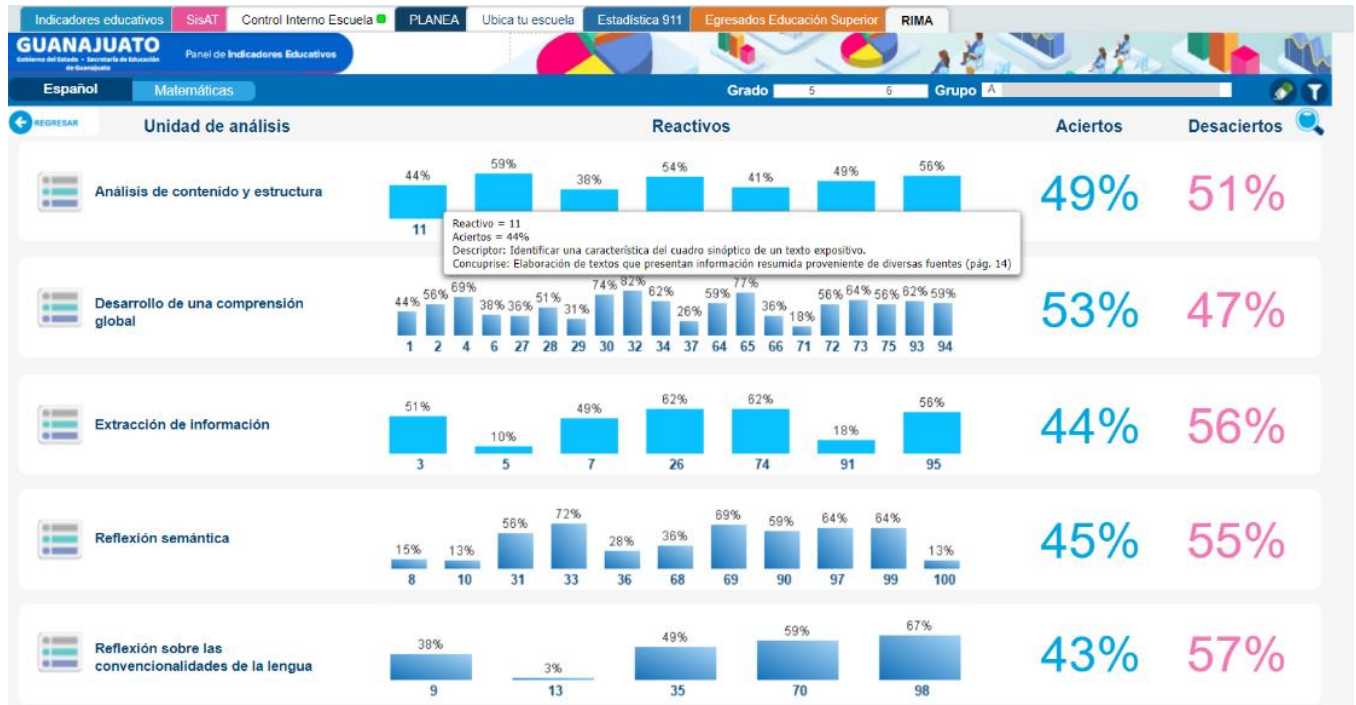 Indicadores educativos SisAT Control Interno Escuela PLANEA Ubica tu escuela Estadística 911 Egresados Educación Superior RIMA
GUANAJUATO
Gobierno del Estado • Secretaría de Educación
de Guanajuato
Panel de Indicadores Educativos
Español Matemáticas Grado 5 6 Grupo A
REGRESAR Unidad de análisis Reactivos Aciertos Desaciertos
Análisis de contenido y estructura
44% 59% 38% 54% 41% 49% 56%
11
49% 51%
Reactivo = 11
Aciertos = 44%
Descriptor: Identificar una característica del cuadro sinóptico de un texto expositivo.
Concuprise: Elaboración de textos que presentan información resumida proveniente de diversas fuentes (pág. 14)
Desarrollo de una comprensión
global
44% 56% 69% 38% 36% 51% 31% 74% 82% 62% 26% 59% 77% 36% 18% 56% 64% 56% 62% 59%
1 2 4 6 27 28 29 30 32 34 37 64 65 66 71 72 73 75 93 94
53% 47%
Extracción de información
51% 10% 49% 62% 62% 18% 56%
3 5 7 26 74 91 95
44% 56%
Reflexión semántica
15% 13% 56% 72% 28% 36% 69% 59% 64% 64% 13%
8 10 31 33 36 68 69 90 97 99 100
45% 55%
Reflexión sobre las
convencionalidades de la lengua
38% 3% 49% 59% 67%
9 13 35 70 98
43% 57%